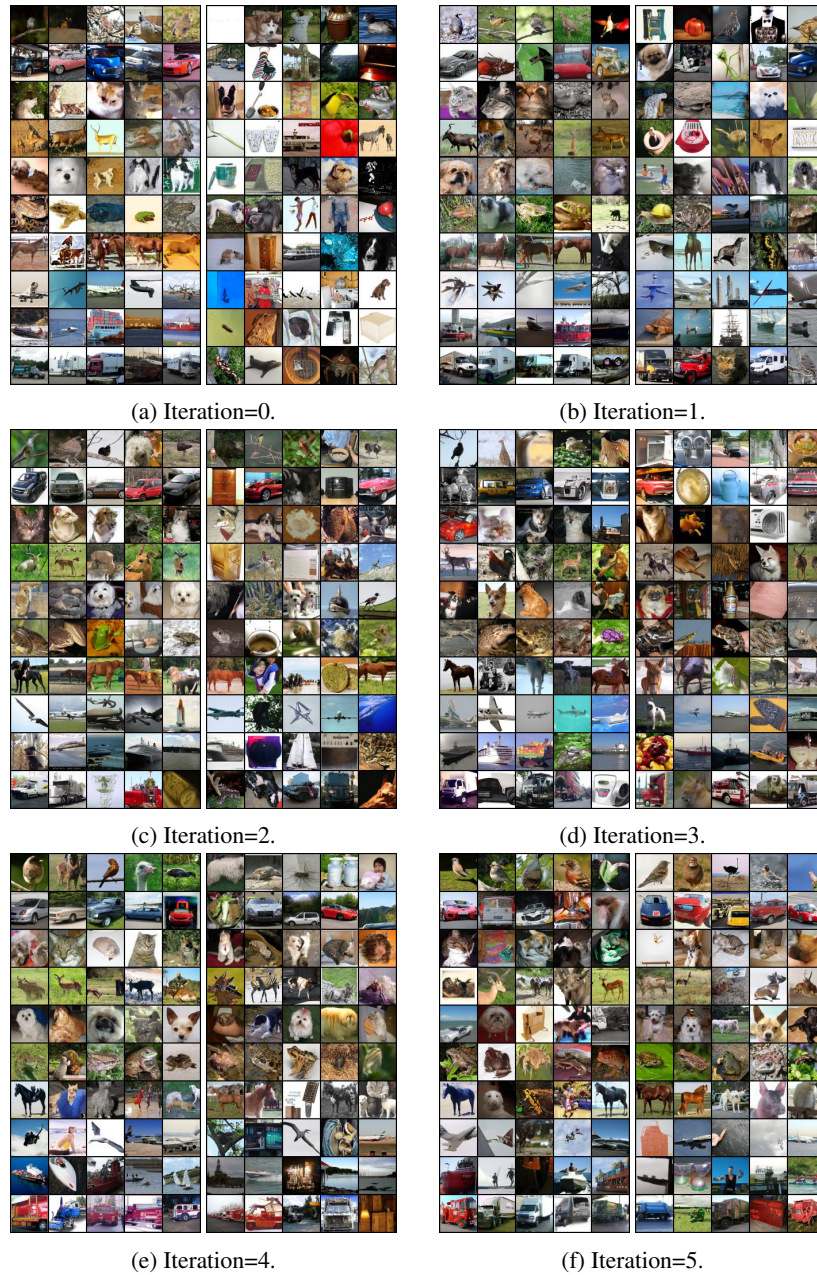 (a) Iteration=0.
(b) Iteration=1.
(c) Iteration=2.
(d) Iteration=3.
(e) Iteration=4.
(f) Iteration=5.